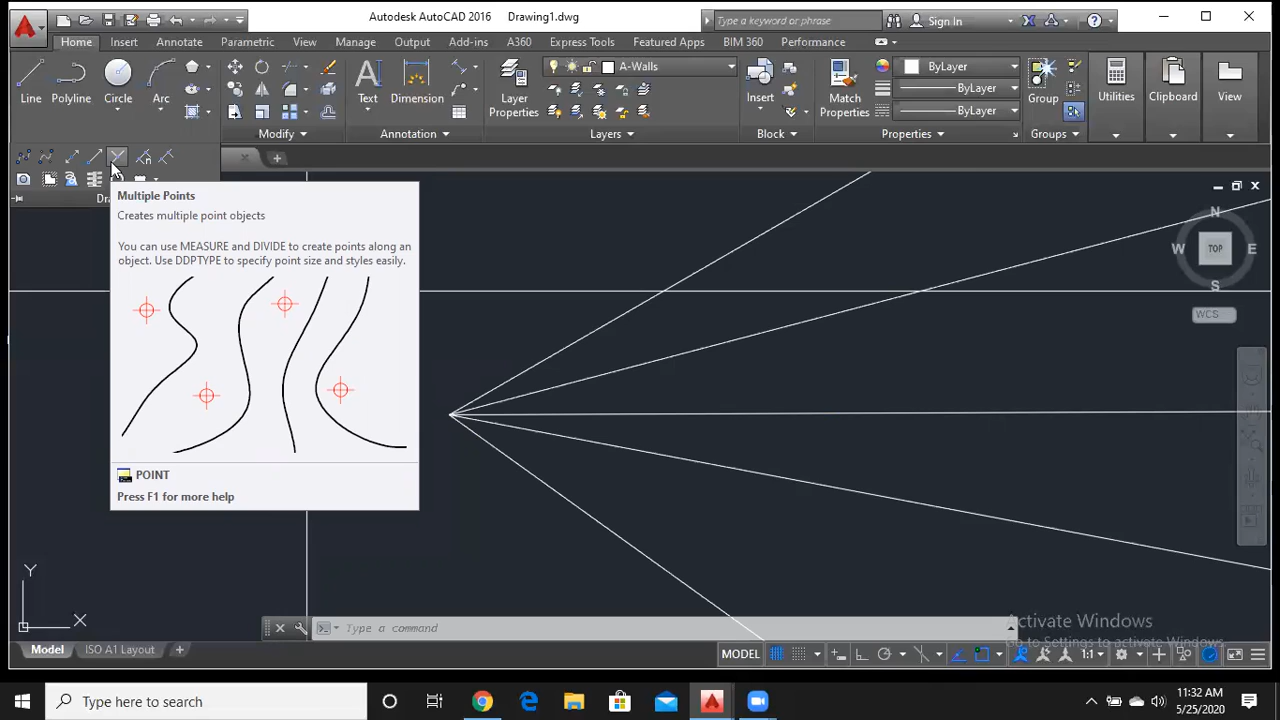 Autodesk AutoCAD 2016 Drawing1.dwg
Type a keyword or phrase
Sign In
Home Insert Annotate Parametric View Manage Output Add-ins A360 Express Tools Featured Apps BIM 360 Performance
A-Walls
ByLayer
ByLayer
ByLayer
Line Polyline Circle Arc
Text Dimension
Layer Properties
Insert
Match Properties
Group
Utilities Clipboard View
Modify Annotation Layers Block Properties Groups
Dra
Multiple Points
Creates multiple point objects
You can use MEASURE and DIVIDE to create points along an
object. Use DDPTYPE to specify point size and styles easily.
POINT
Press F1 for more help
N
W TOP E
S
WCS
Y
X
Type a command
Activate Windows
Go to Settings to activate Windows.
Model ISO A1 Layout
MODEL
1:1
Type here to search
11:32 AM
5/25/2020